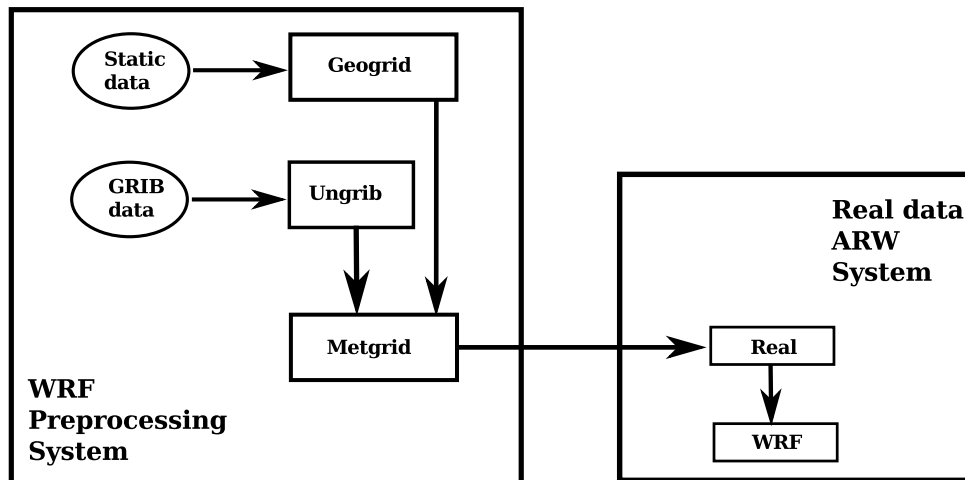 Static
data
Geogrid
GRIB
data
Ungrib
Metgrid
WRF
Preprocessing
System
Real data
ARW
System
Real
WRF